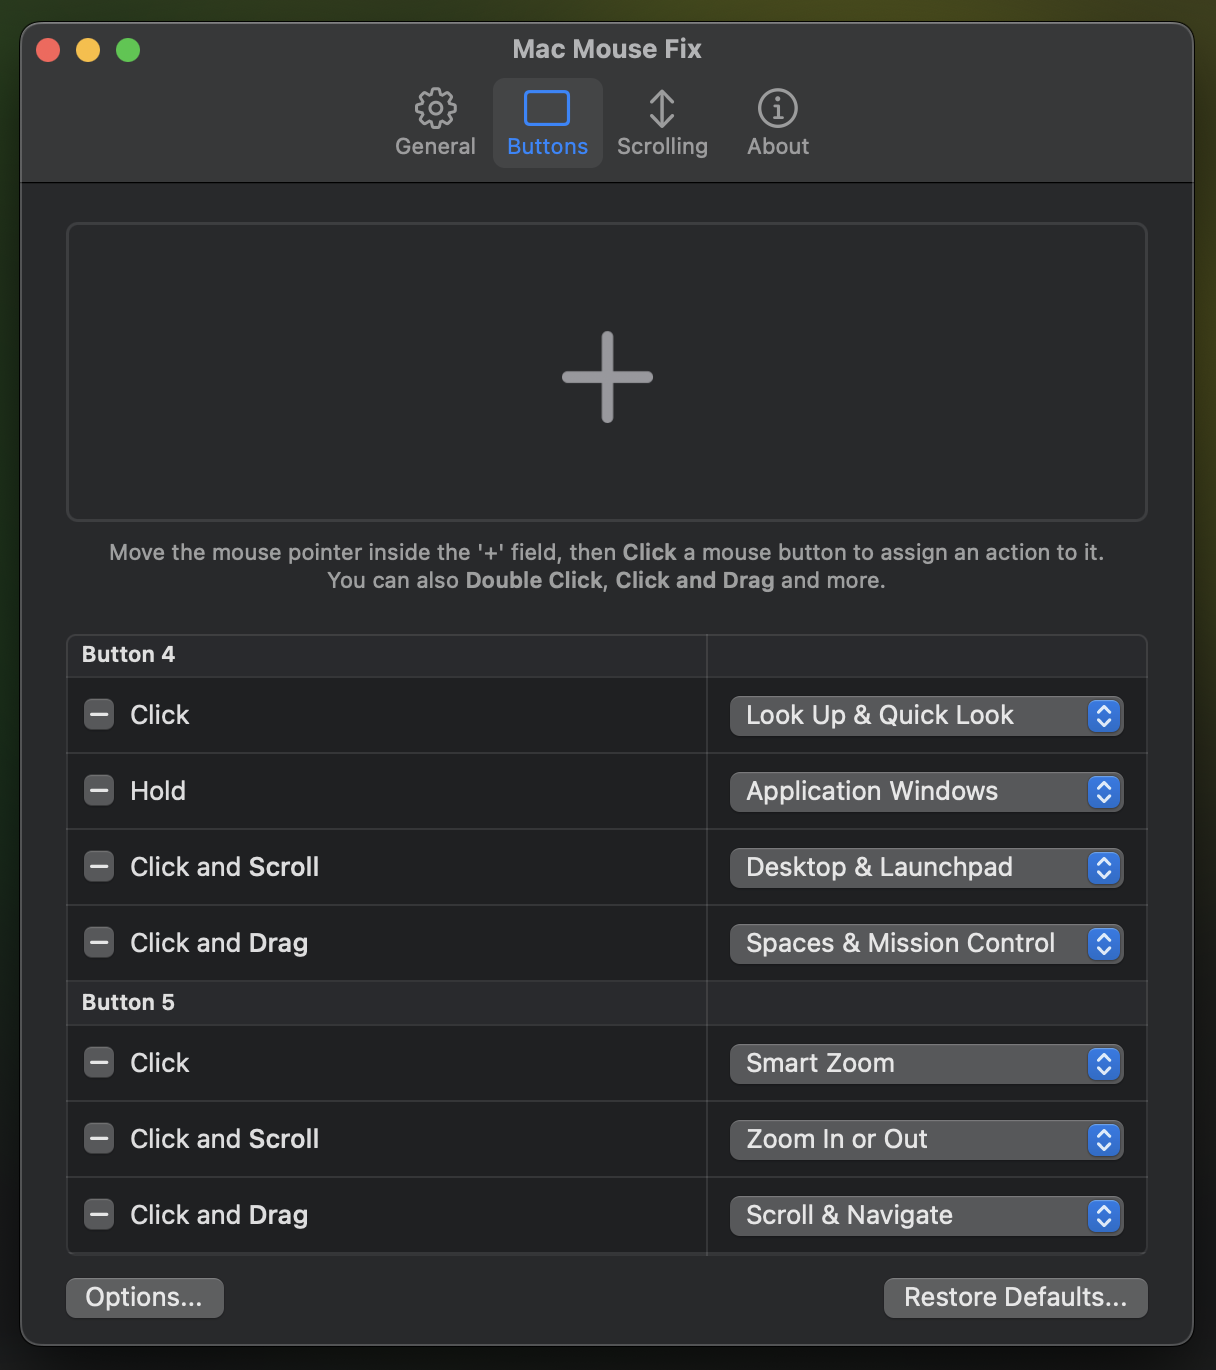 Mac Mouse Fix
General
Buttons
Scrolling
About
Move the mouse pointer inside the '+' field, then Click a mouse button to assign an action to it.
You can also Double Click, Click and Drag and more.
Button 4
Click
Look Up & Quick Look
Hold
Application Windows
Click and Scroll
Desktop & Launchpad
Click and Drag
Spaces & Mission Control
Button 5
Click
Smart Zoom
Click and Scroll
Zoom In or Out
Click and Drag
Scroll & Navigate
Options...
Restore Defaults...